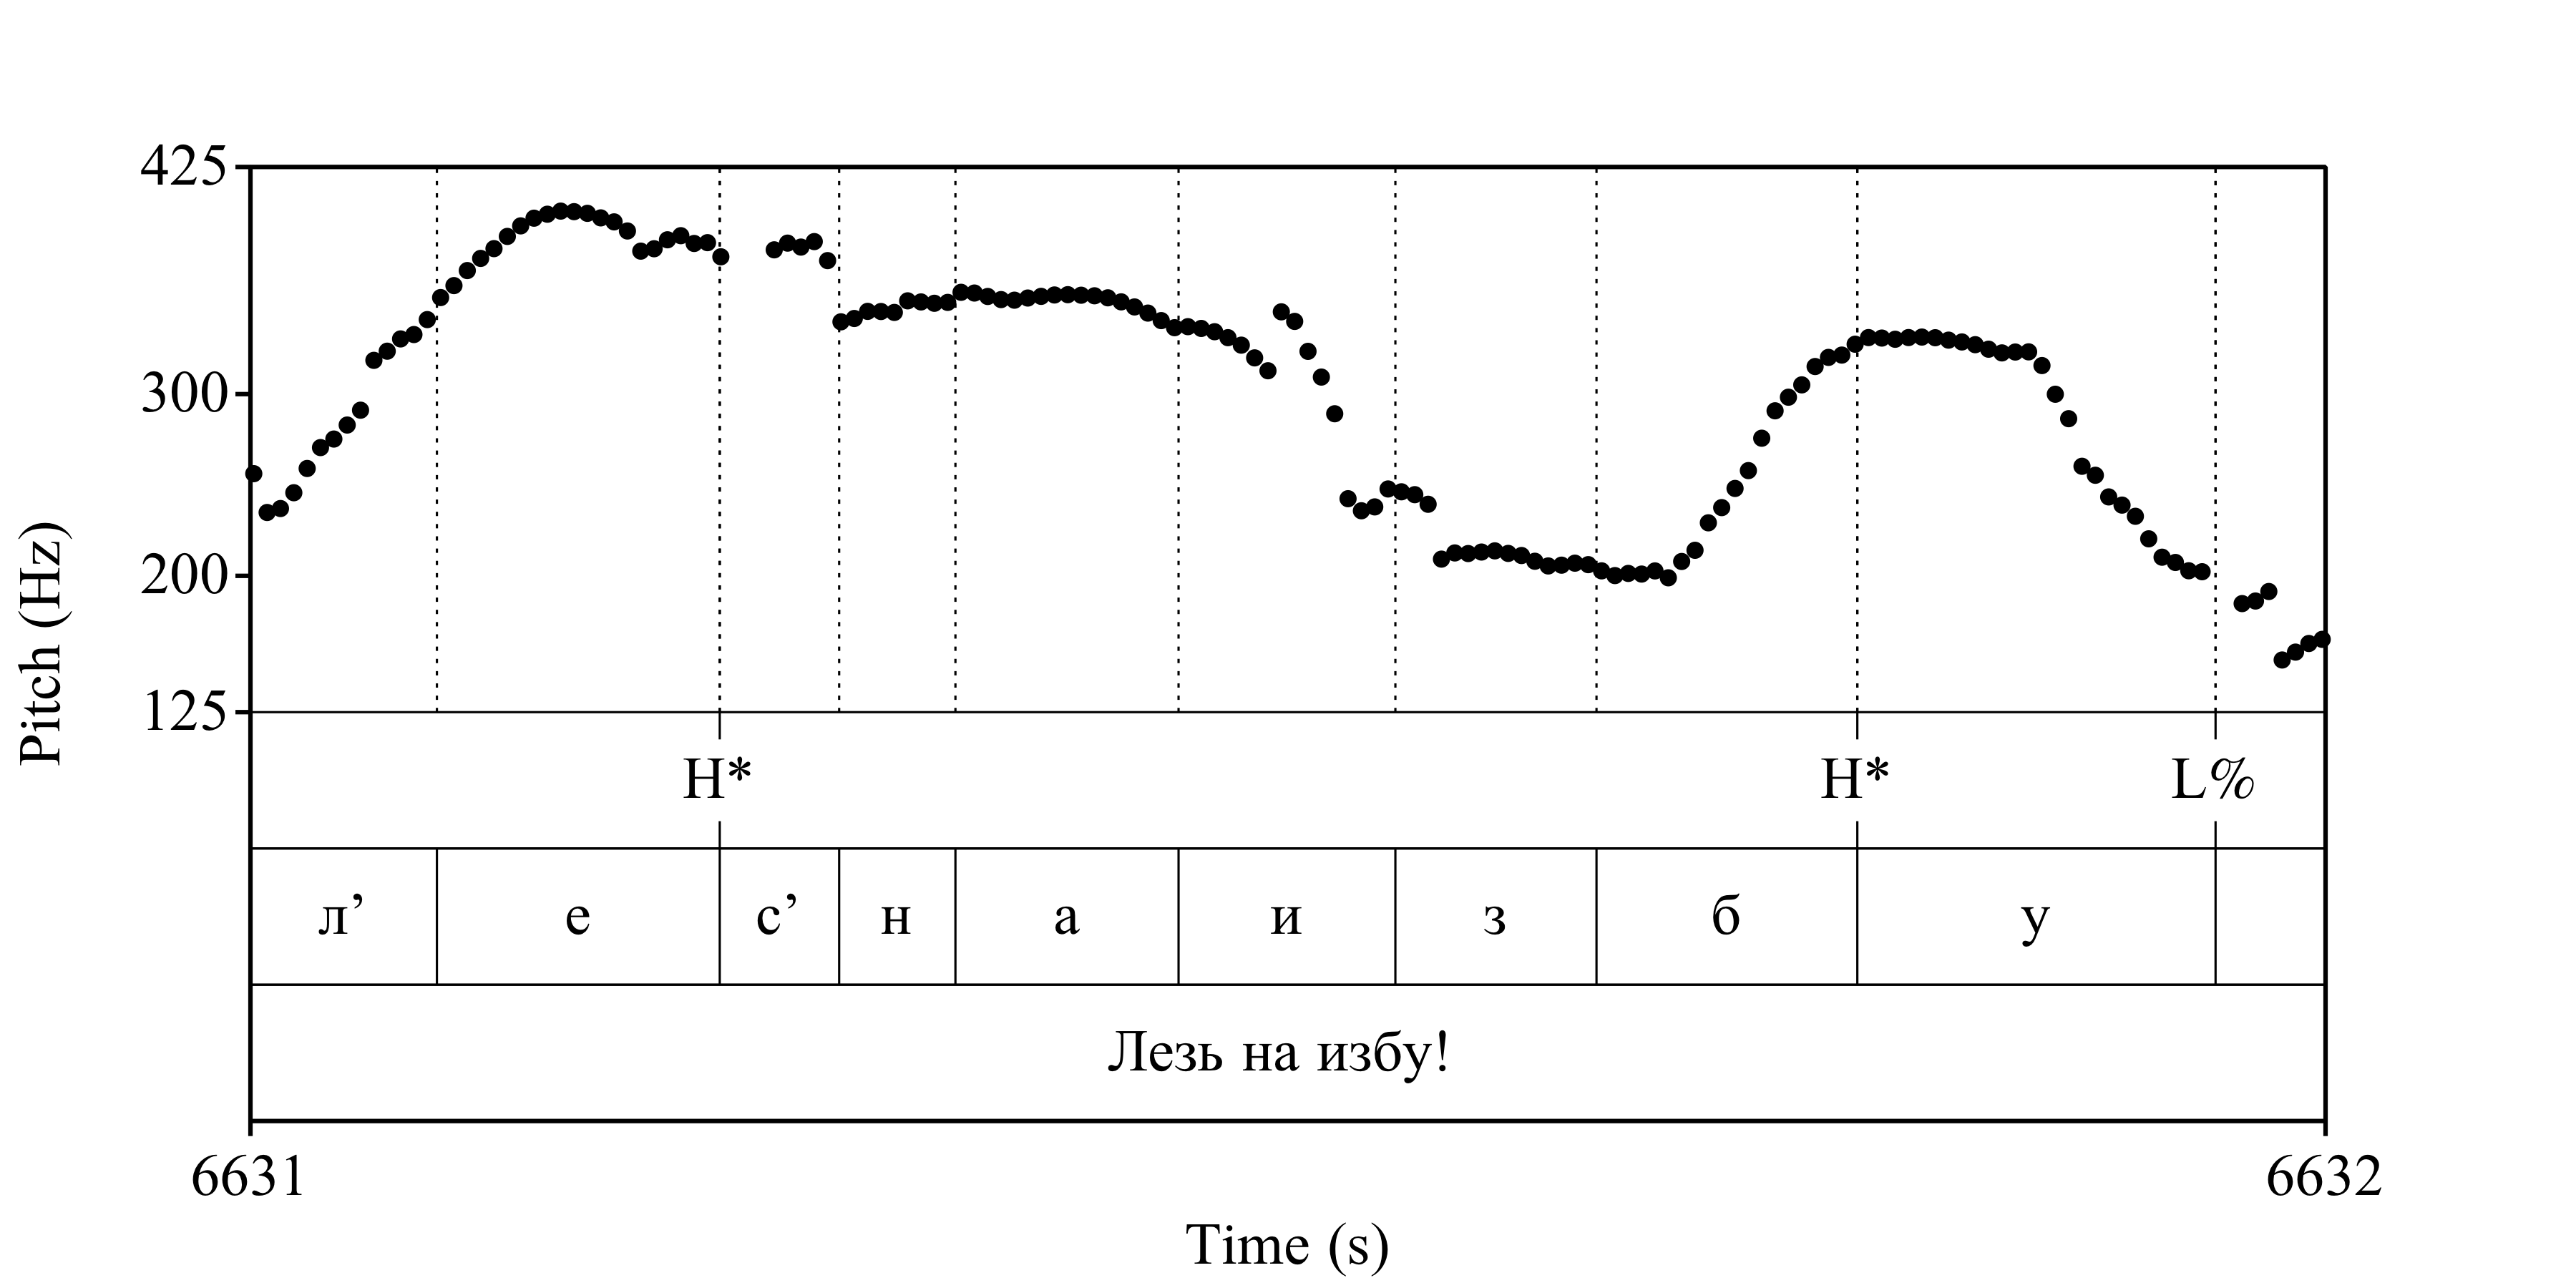 425
300
200
125
Pitch (Hz)
H* H* L%
л’ е с’ н а и з б у
Лезь на избу!
6631 6632
Time (s)